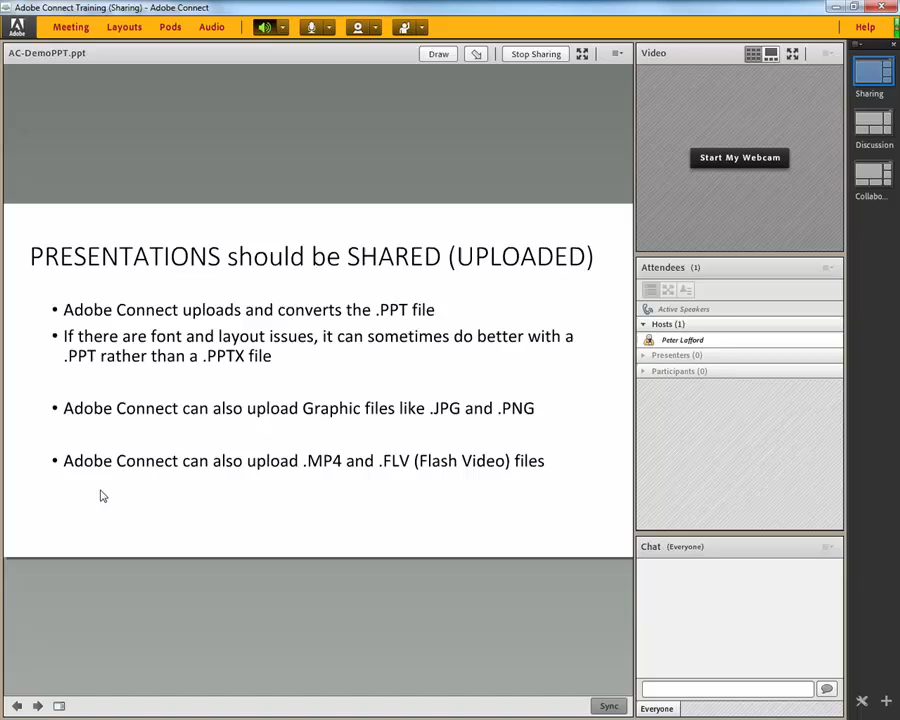 Adobe Connect Training (Sharing) - Adobe Connect
Meeting Layouts Pods Audio Help
AC-DemoPPT.ppt Draw Stop Sharing Video
Sharing
Discussion
Collabo...
Start My Webcam
PRESENTATIONS should be SHARED (UPLOADED)
• Adobe Connect uploads and converts the .PPT file
• If there are font and layout issues, it can sometimes do better with a
.PPT rather than a .PPTX file
• Adobe Connect can also upload Graphic files like .JPG and .PNG
• Adobe Connect can also upload .MP4 and .FLV (Flash Video) files
Attendees (1)
Active Speakers
Hosts (1)
Peter Lafford
Presenters (0)
Participants (0)
Chat (Everyone)
Everyone
Sync